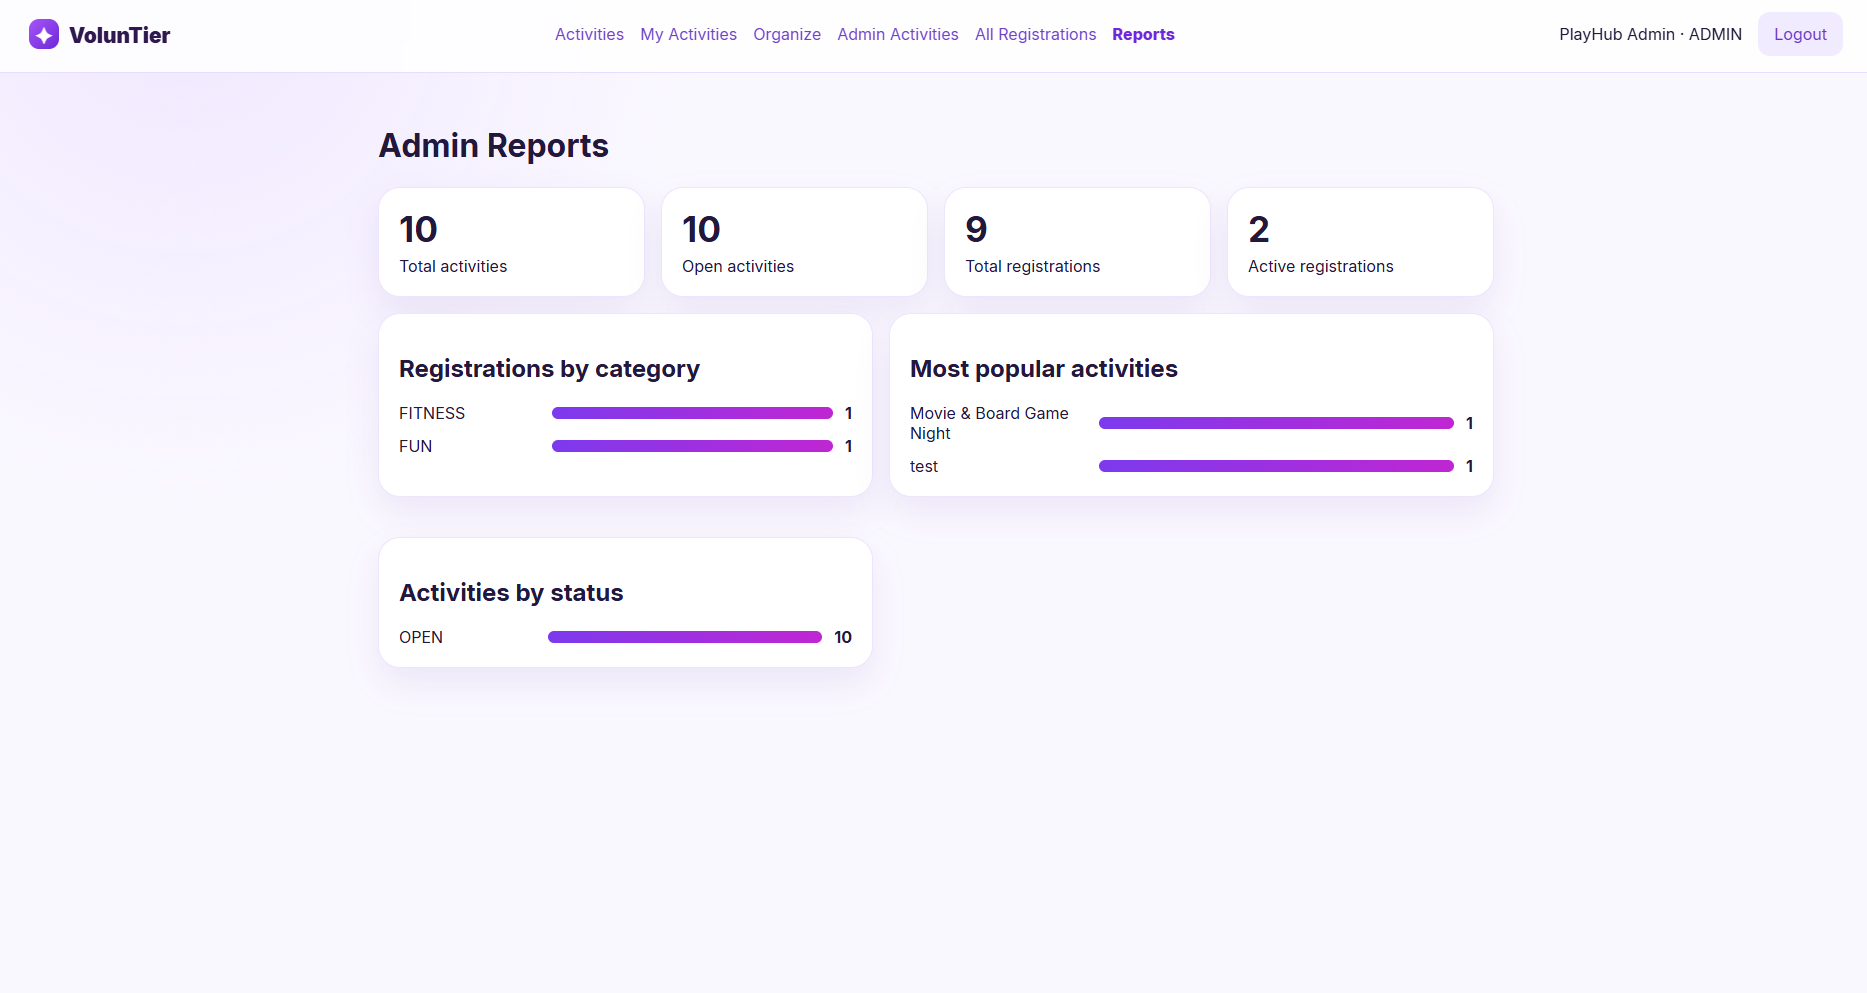 VolunTier
Activities My Activities Organize Admin Activities All Registrations Reports
PlayHub Admin · ADMIN
Logout
Admin Reports
10
Total activities
10
Open activities
9
Total registrations
2
Active registrations
Registrations by category
FITNESS 1
FUN 1
Most popular activities
Movie & Board Game
Night 1
test 1
Activities by status
OPEN 10